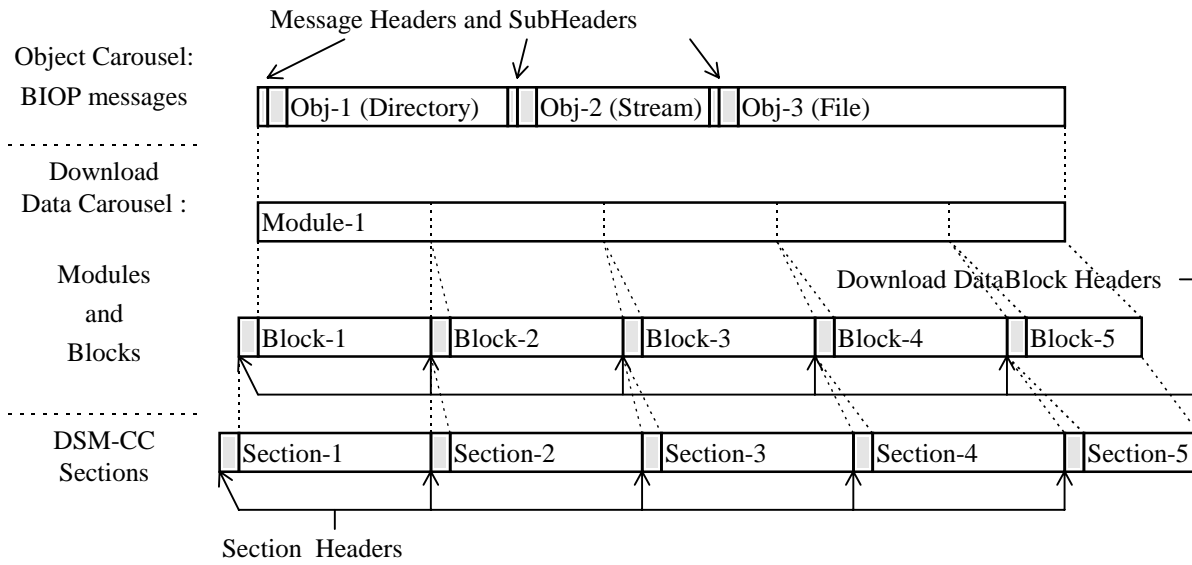 Message Headers and SubHeaders
Object Carousel:
BIOP messages
Obj-1 (Directory)
Obj-2 (Stream)
Obj-3 (File)
Download
Data Carousel :
Module-1
Modules
and
Blocks
Download DataBlock Headers
Block-1
Block-2
Block-3
Block-4
Block-5
DSM-CC
Sections
Section-1
Section-2
Section-3
Section-4
Section-5
Section Headers